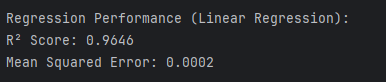 Regression Performance (Linear Regression):
R² Score: 0.9646
Mean Squared Error: 0.0002